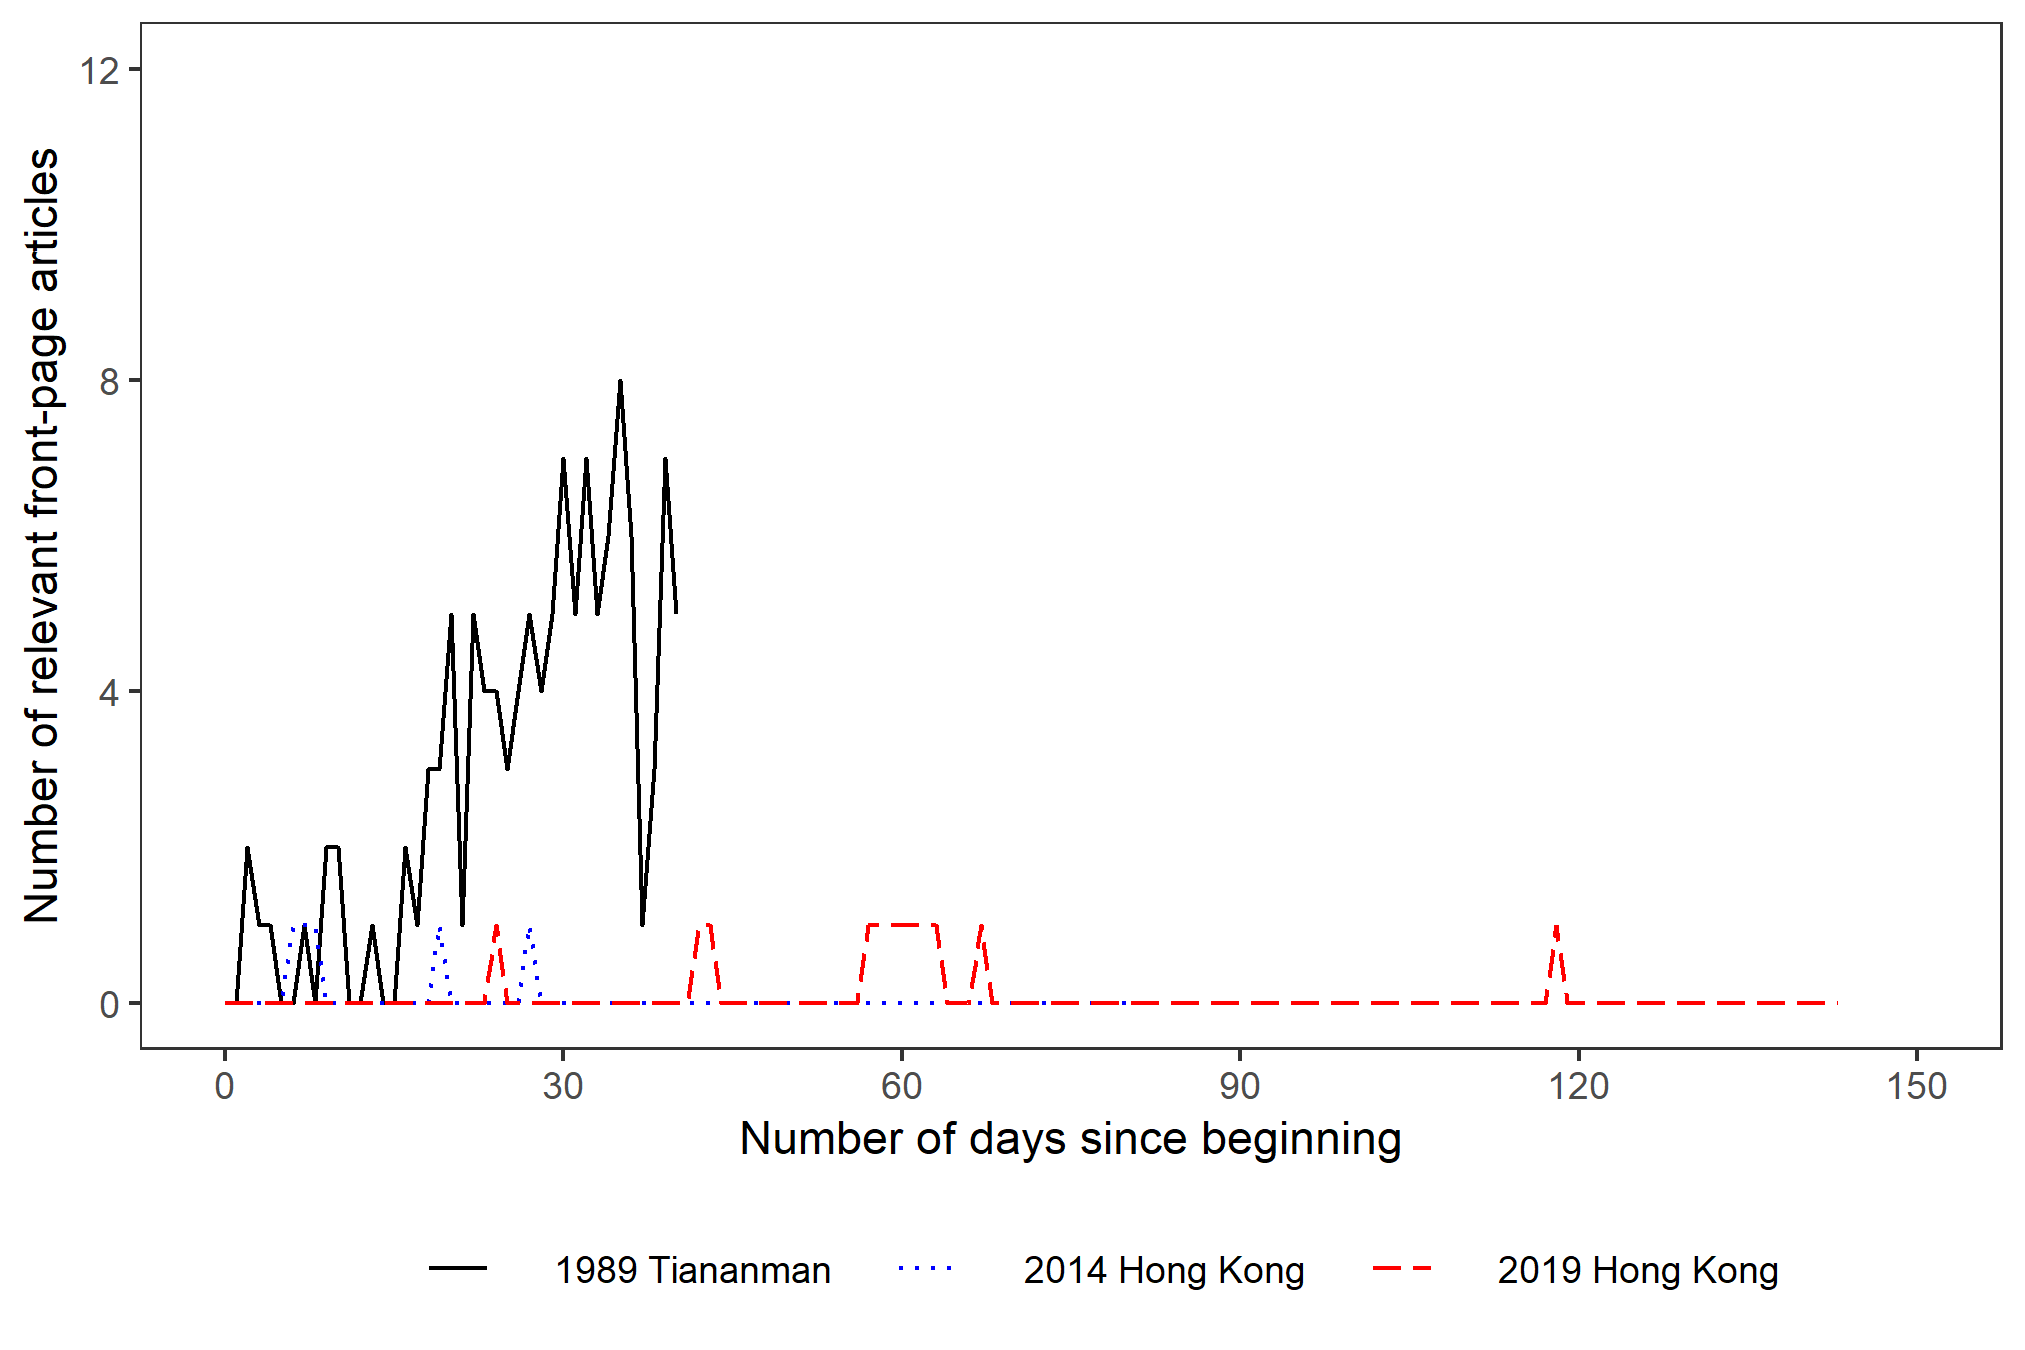 12
8
4
0
Number of relevant front-page articles
0 30 60 90 120 150
Number of days since beginning
1989 Tiananman 2014 Hong Kong 2019 Hong Kong